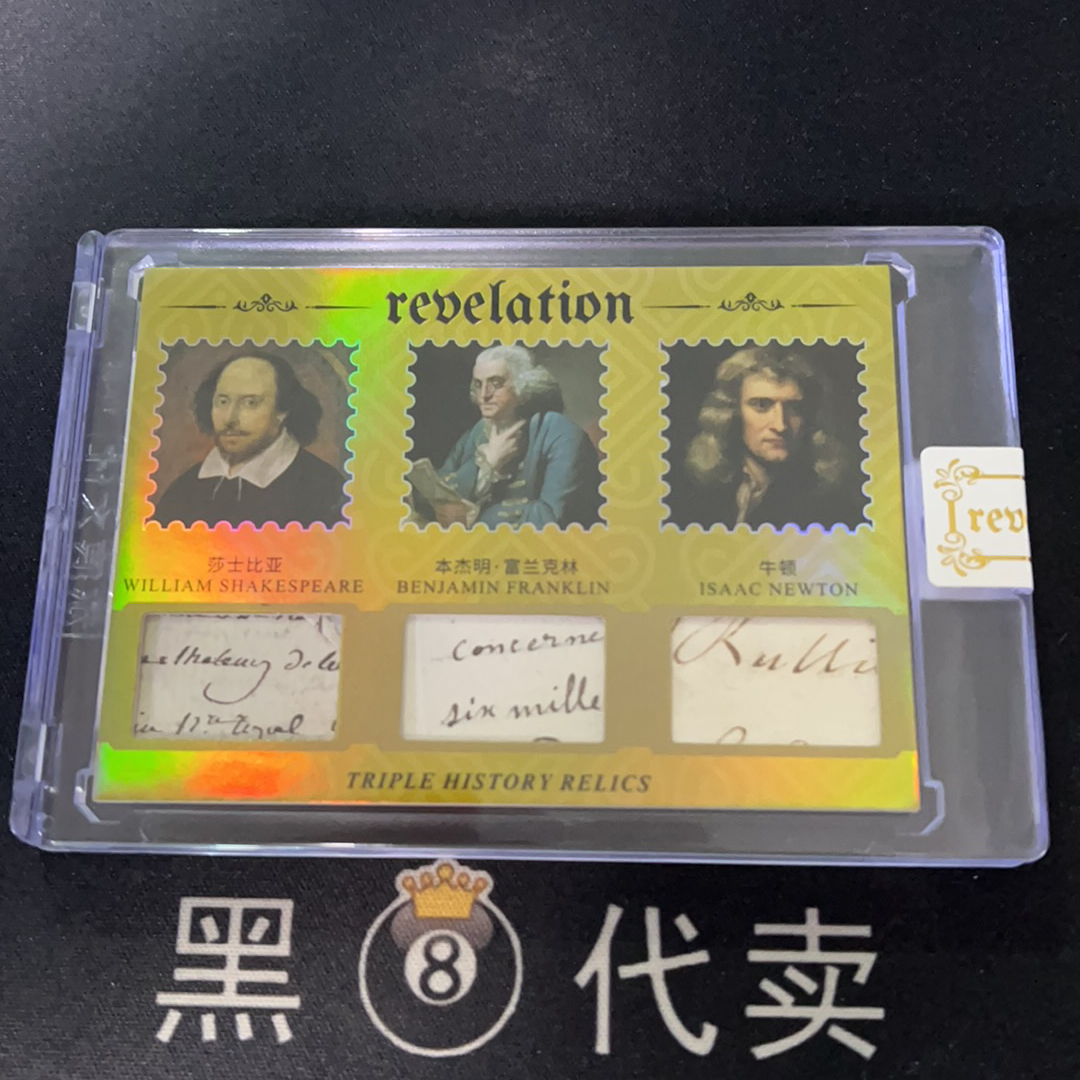 revelation
莎士比亚
WILLIAM SHAKESPEARE
本杰明·富兰克林
BENJAMIN FRANKLIN
牛顿
ISAAC NEWTON
concerne
six mille
TRIPLE HISTORY RELICS
rev
黑 8 代卖